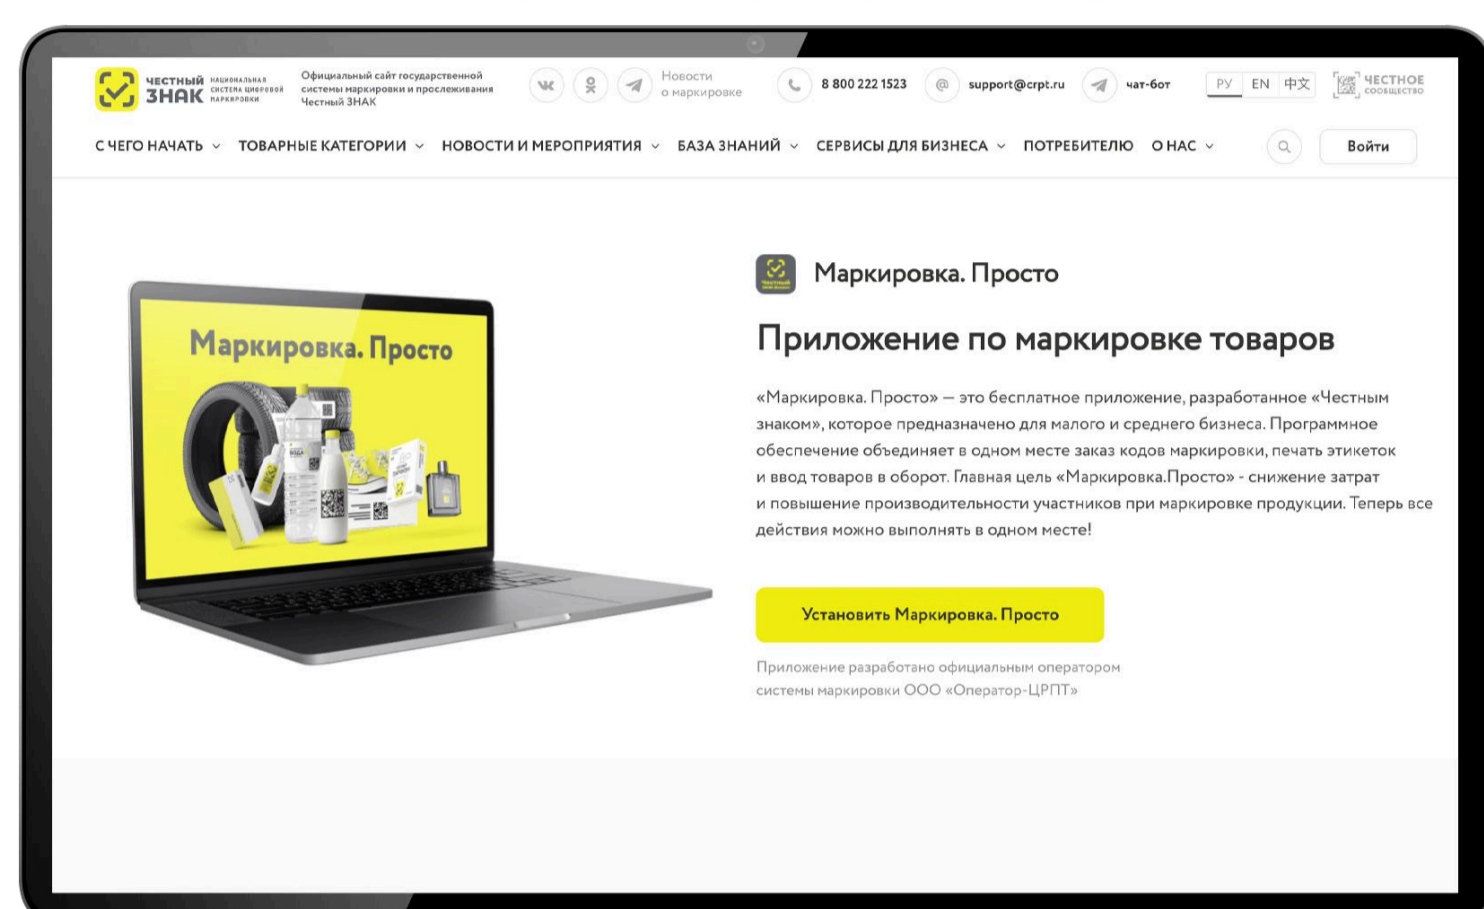 ЧЕСТНЫЙ
ЗНАК
НАЦИОНАЛЬНАЯ
СИСТЕМА ЦИФРОВОЙ
МАРКИРОВКИ
Официальный сайт государственной
системы маркировки и прослеживания
Честный ЗНАК
Новости
о маркировке
8 800 222 1523
@ support@crpt.ru
чат-бот
РУ EN 中文
ЧЕСТНОЕ
СООБЩЕСТВО
С ЧЕГО НАЧАТЬ ТОВАРНЫЕ КАТЕГОРИИ НОВОСТИ И МЕРОПРИЯТИЯ БАЗА ЗНАНИЙ СЕРВИСЫ ДЛЯ БИЗНЕСА ПОТРЕБИТЕЛЮ О НАС Войти
Маркировка. Просто
Маркировка. Просто
Приложение по маркировке товаров
«Маркировка. Просто» — это бесплатное приложение, разработанное «Честным
знаком», которое предназначено для малого и среднего бизнеса. Программное
обеспечение объединяет в одном месте заказ кодов маркировки, печать этикеток
и ввод товаров в оборот. Главная цель «Маркировка.Просто» - снижение затрат
и повышение производительности участников при маркировке продукции. Теперь все
действия можно выполнять в одном месте!
Установить Маркировка. Просто
Приложение разработано официальным оператором
системы маркировки ООО «Оператор-ЦРПТ»